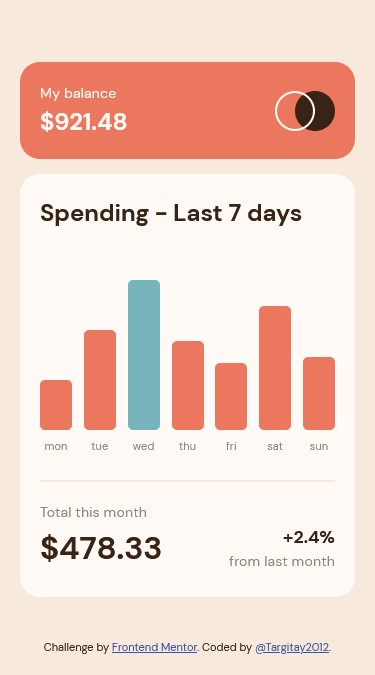 My balance
$921.48
Spending - Last 7 days
mon tue wed thu fri sat sun
Total this month
$478.33
+2.4%
from last month
Challenge by Frontend Mentor. Coded by @Targitay2012.